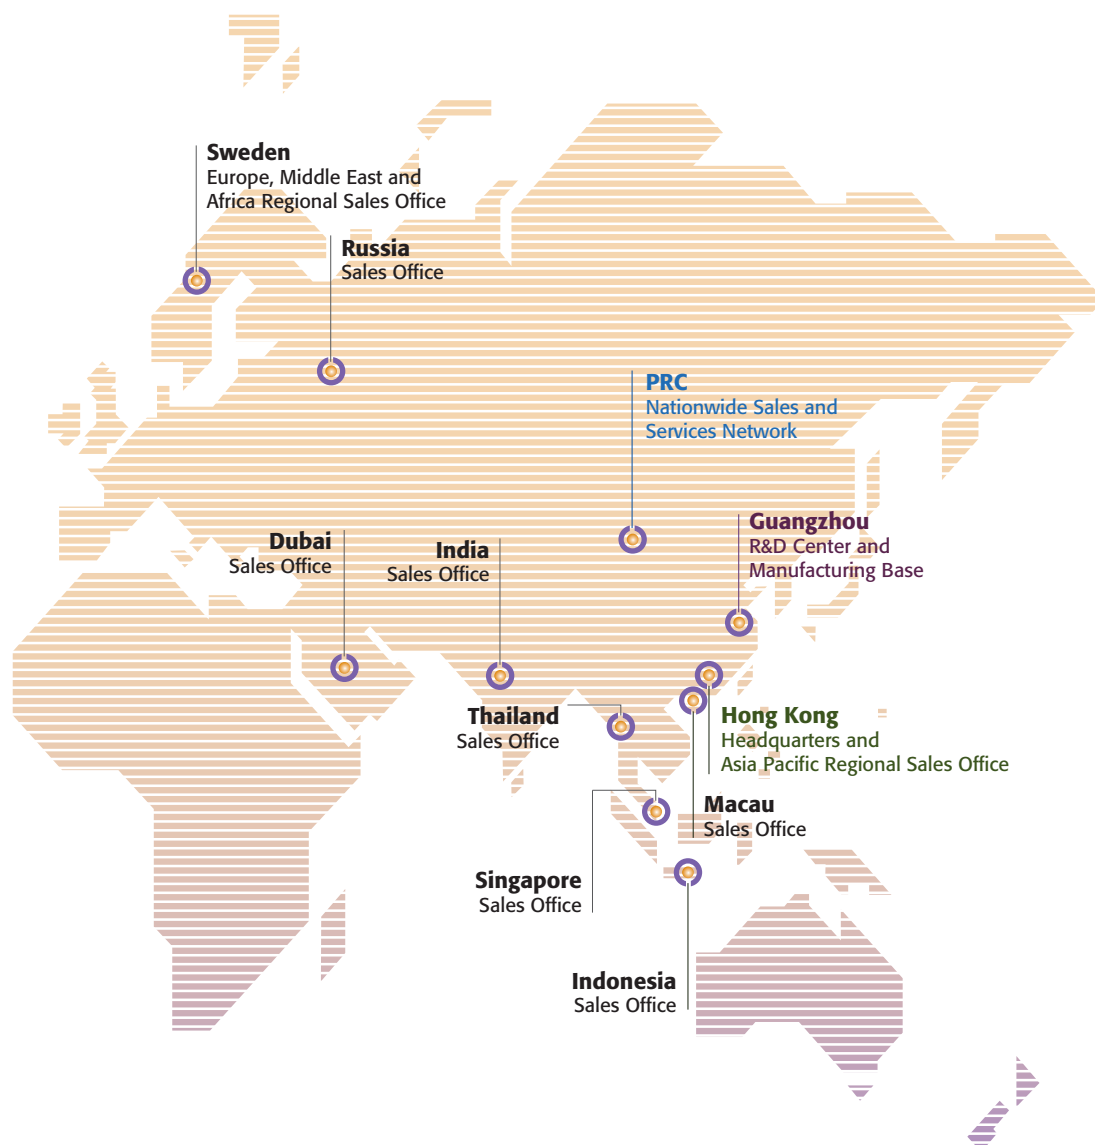 Sweden
Europe, Middle East and
Africa Regional Sales Office
Russia
Sales Office
PRC
Nationwide Sales and
Services Network
Guangzhou
R&D Center and
Manufacturing Base
Dubai
Sales Office
India
Sales Office
Thailand
Sales Office
Hong Kong
Headquarters and
Asia Pacific Regional Sales Office
Macau
Sales Office
Singapore
Sales Office
Indonesia
Sales Office